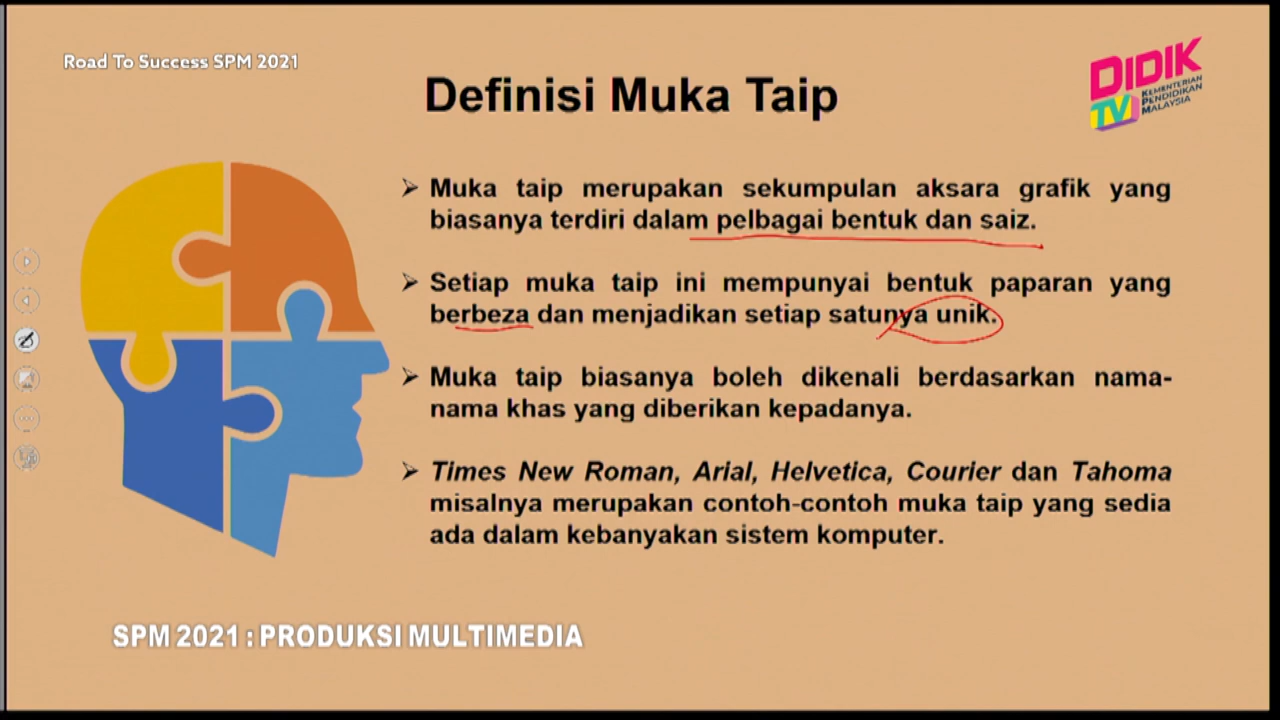 Road To Success SPM 2021
DIDIK
TV
KEMENTERIAN
PENDIDIKAN
MALAYSIA
Definisi Muka Taip
Muka taip merupakan sekumpulan aksara grafik yang
biasanya terdiri dalam pelbagai bentuk dan saiz.
Setiap muka taip ini mempunyai bentuk paparan yang
berbeza dan menjadikan setiap satunya unik.
Muka taip biasanya boleh dikenali berdasarkan nama-
nama khas yang diberikan kepadanya.
Times New Roman, Arial, Helvetica, Courier dan Tahoma
misalnya merupakan contoh-contoh muka taip yang sedia
ada dalam kebanyakan sistem komputer.
SPM 2021 : PRODUKSI MULTIMEDIA